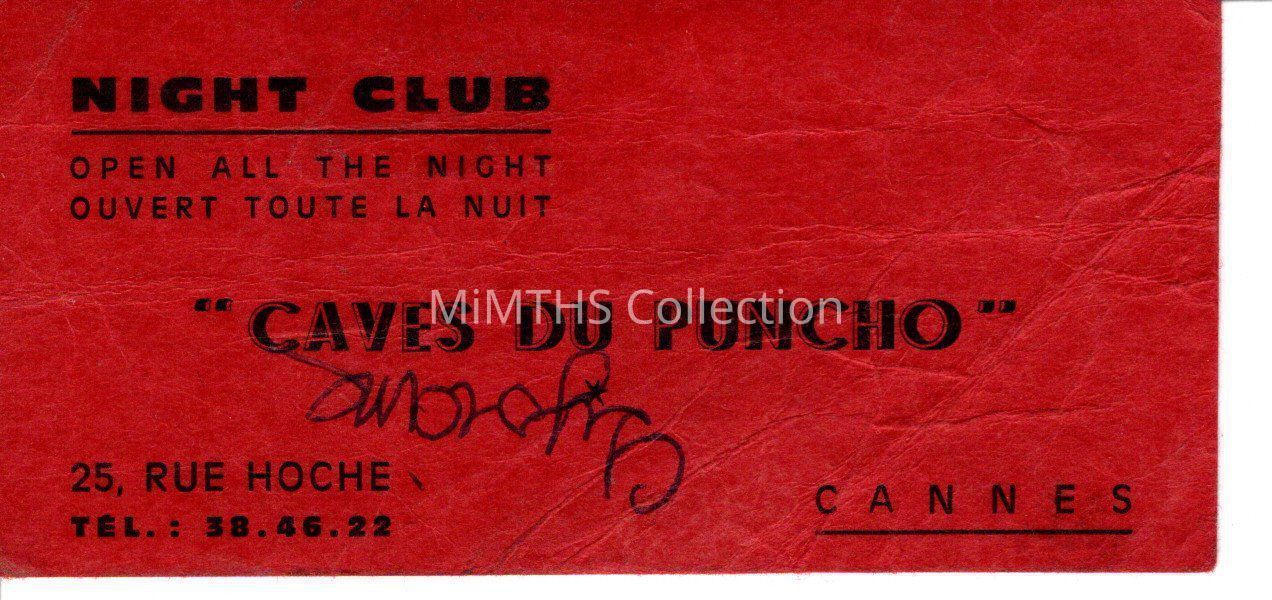 NIGHT CLUB
OPEN ALL THE NIGHT
OUVERT TOUTE LA NUIT
"CAVES DU PUNCHO"
MiMTHS Collection
25, RUE HOCHE
TÉL. : 38.46.22
CANNES